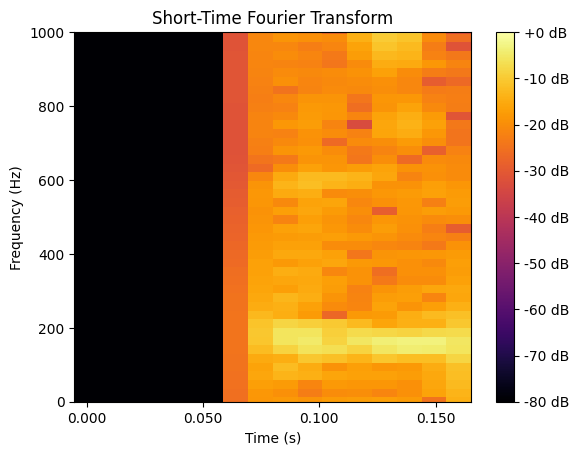 Short-Time Fourier Transform
1000
800
600
400
200
0
Frequency (Hz)
0.000
0.050
0.100
0.150
Time (s)
+0 dB
-10 dB
-20 dB
-30 dB
-40 dB
-50 dB
-60 dB
-70 dB
-80 dB